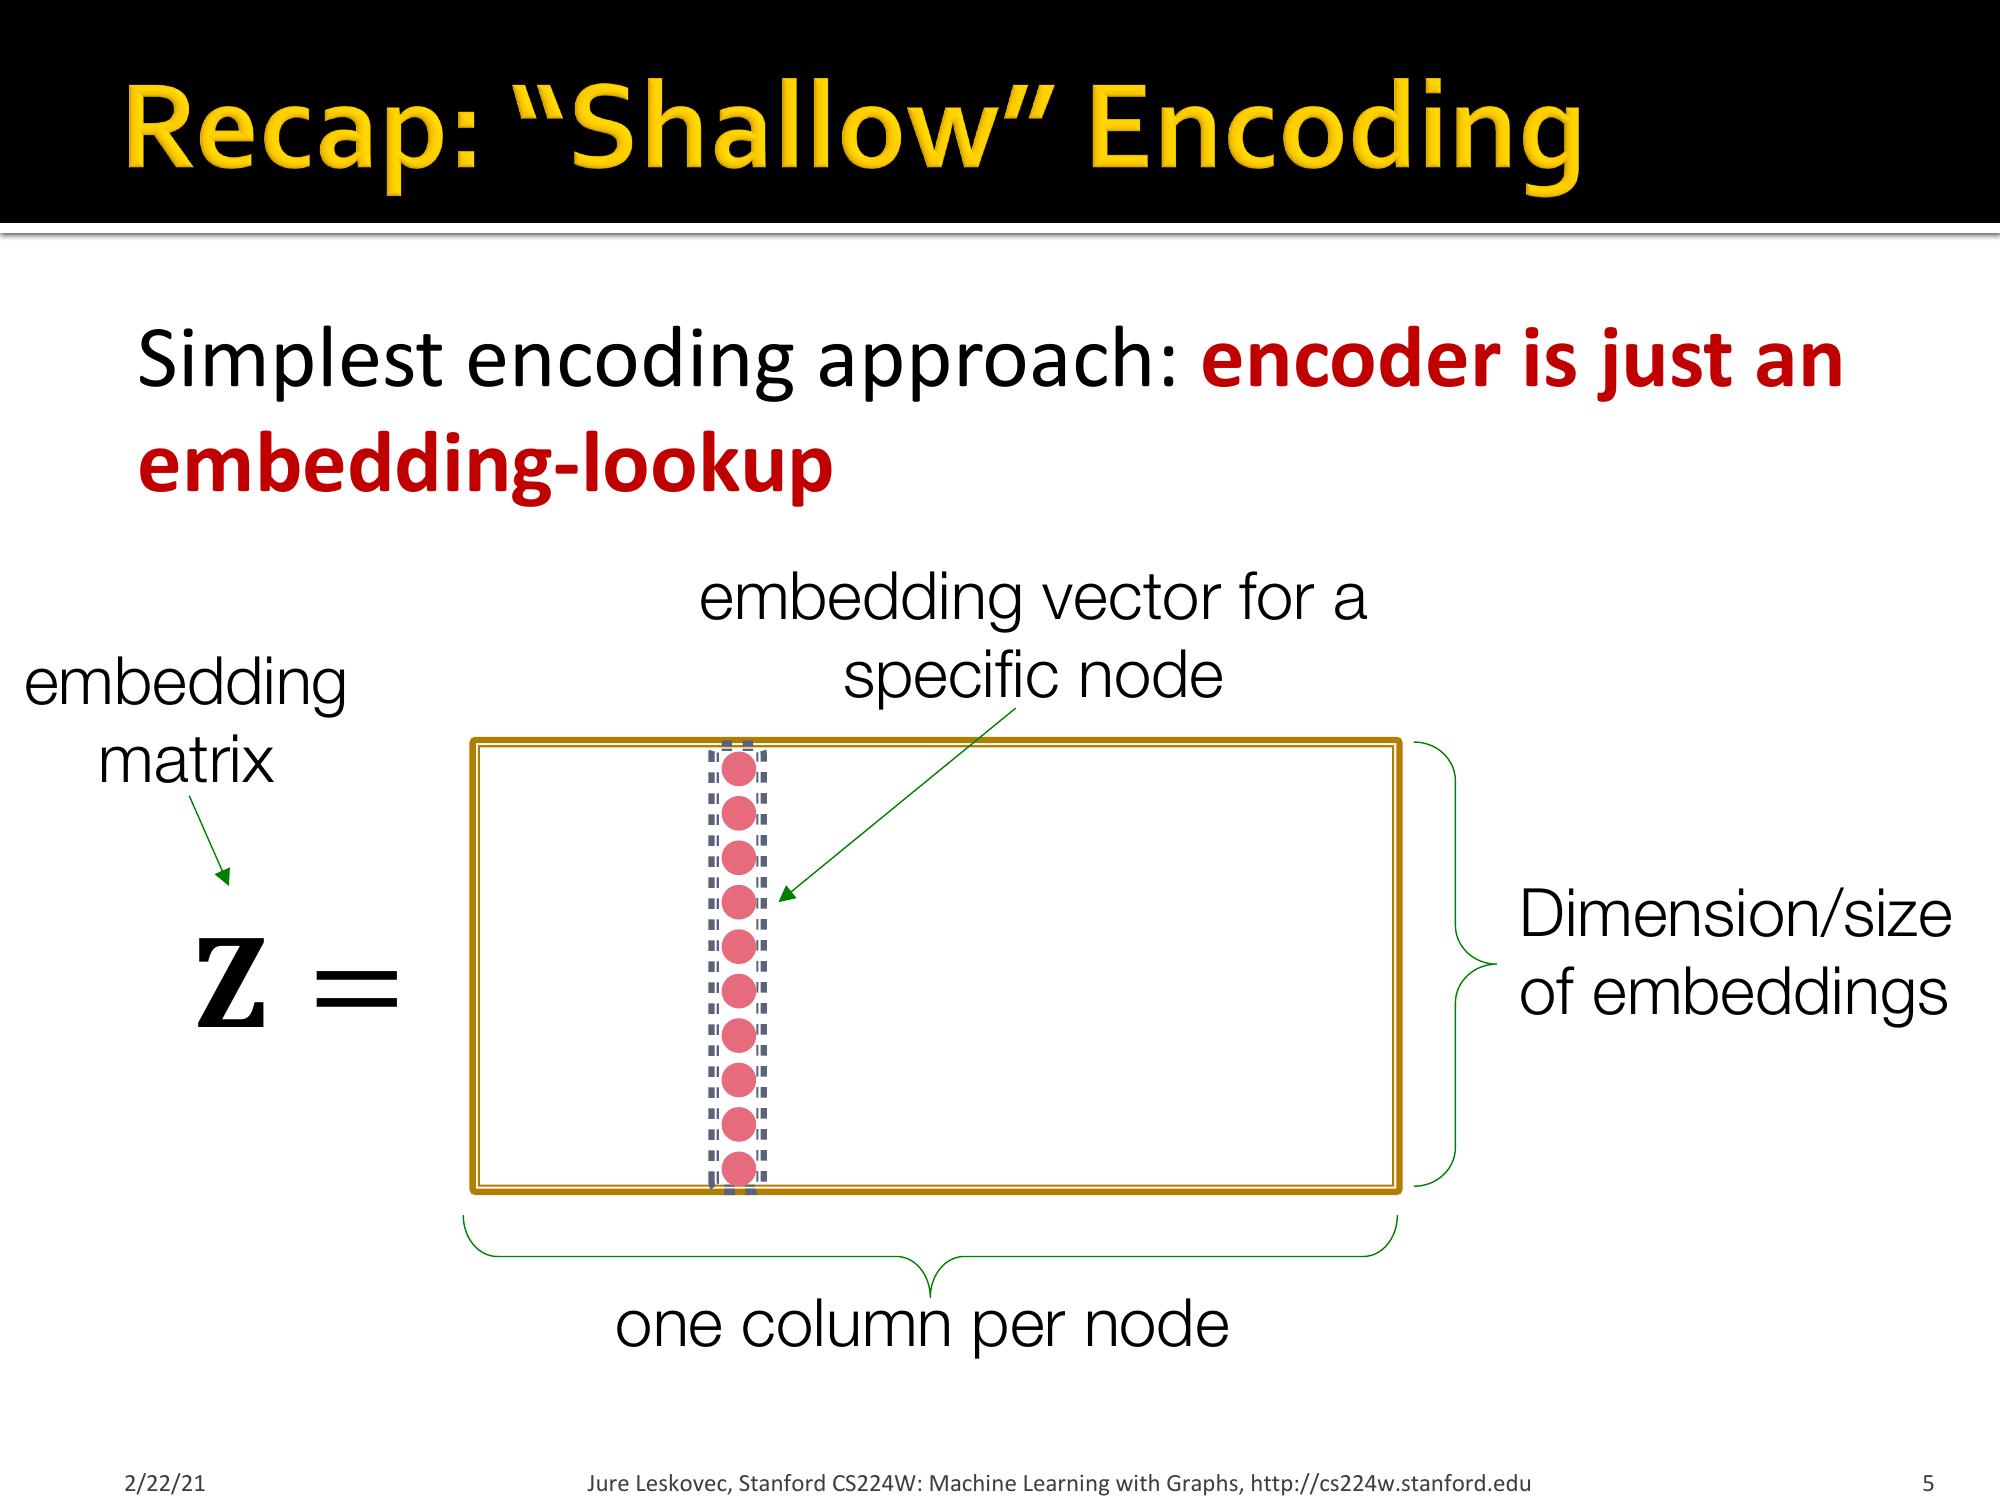 Recap: “Shallow” Encoding
Simplest encoding approach: encoder is just an
embedding-lookup
embedding vector for a
specific node
embedding
matrix
Z =
Dimension/size
of embeddings
one column per node
2/22/21
Jure Leskovec, Stanford CS224W: Machine Learning with Graphs, http://cs224w.stanford.edu
5